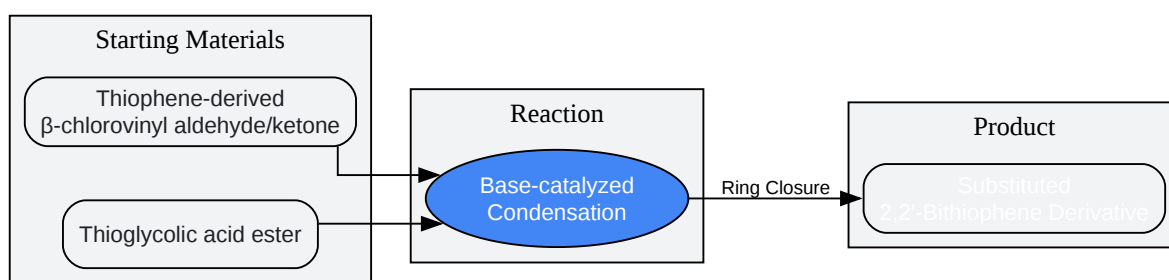 Starting Materials
Thiophene-derived
β-chlorovinyl aldehyde/ketone
Thioglycolic acid ester
Reaction
Base-catalyzed
Condensation
Ring Closure
Product
Substituted
2,2'-Bithiophene Derivative